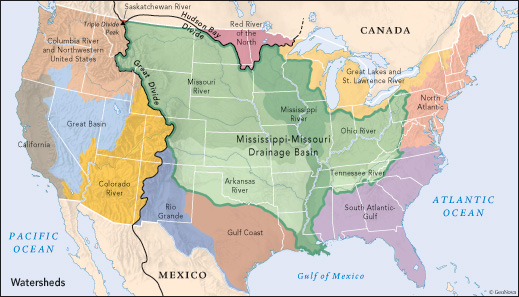 Saskatchewan River
Triple Divide
Peak
Hudson Bay
Divide
Red River
of the
North
CANADA
Columbia River
and Northwestern
United States
Great Divide
Missouri
River
Great Lakes and
St. Lawrence River
Mississippi
River
North
Atlantic
Great Basin
Ohio River
California
Mississippi-Missouri
Drainage Basin
Colorado
River
Arkansas
River
Tennessee River
ATLANTIC
OCEAN
Rio
Grande
South Atlantic-
Gulf
Gulf Coast
PACIFIC
OCEAN
MEXICO
Gulf of Mexico
Watersheds
© GeoNova